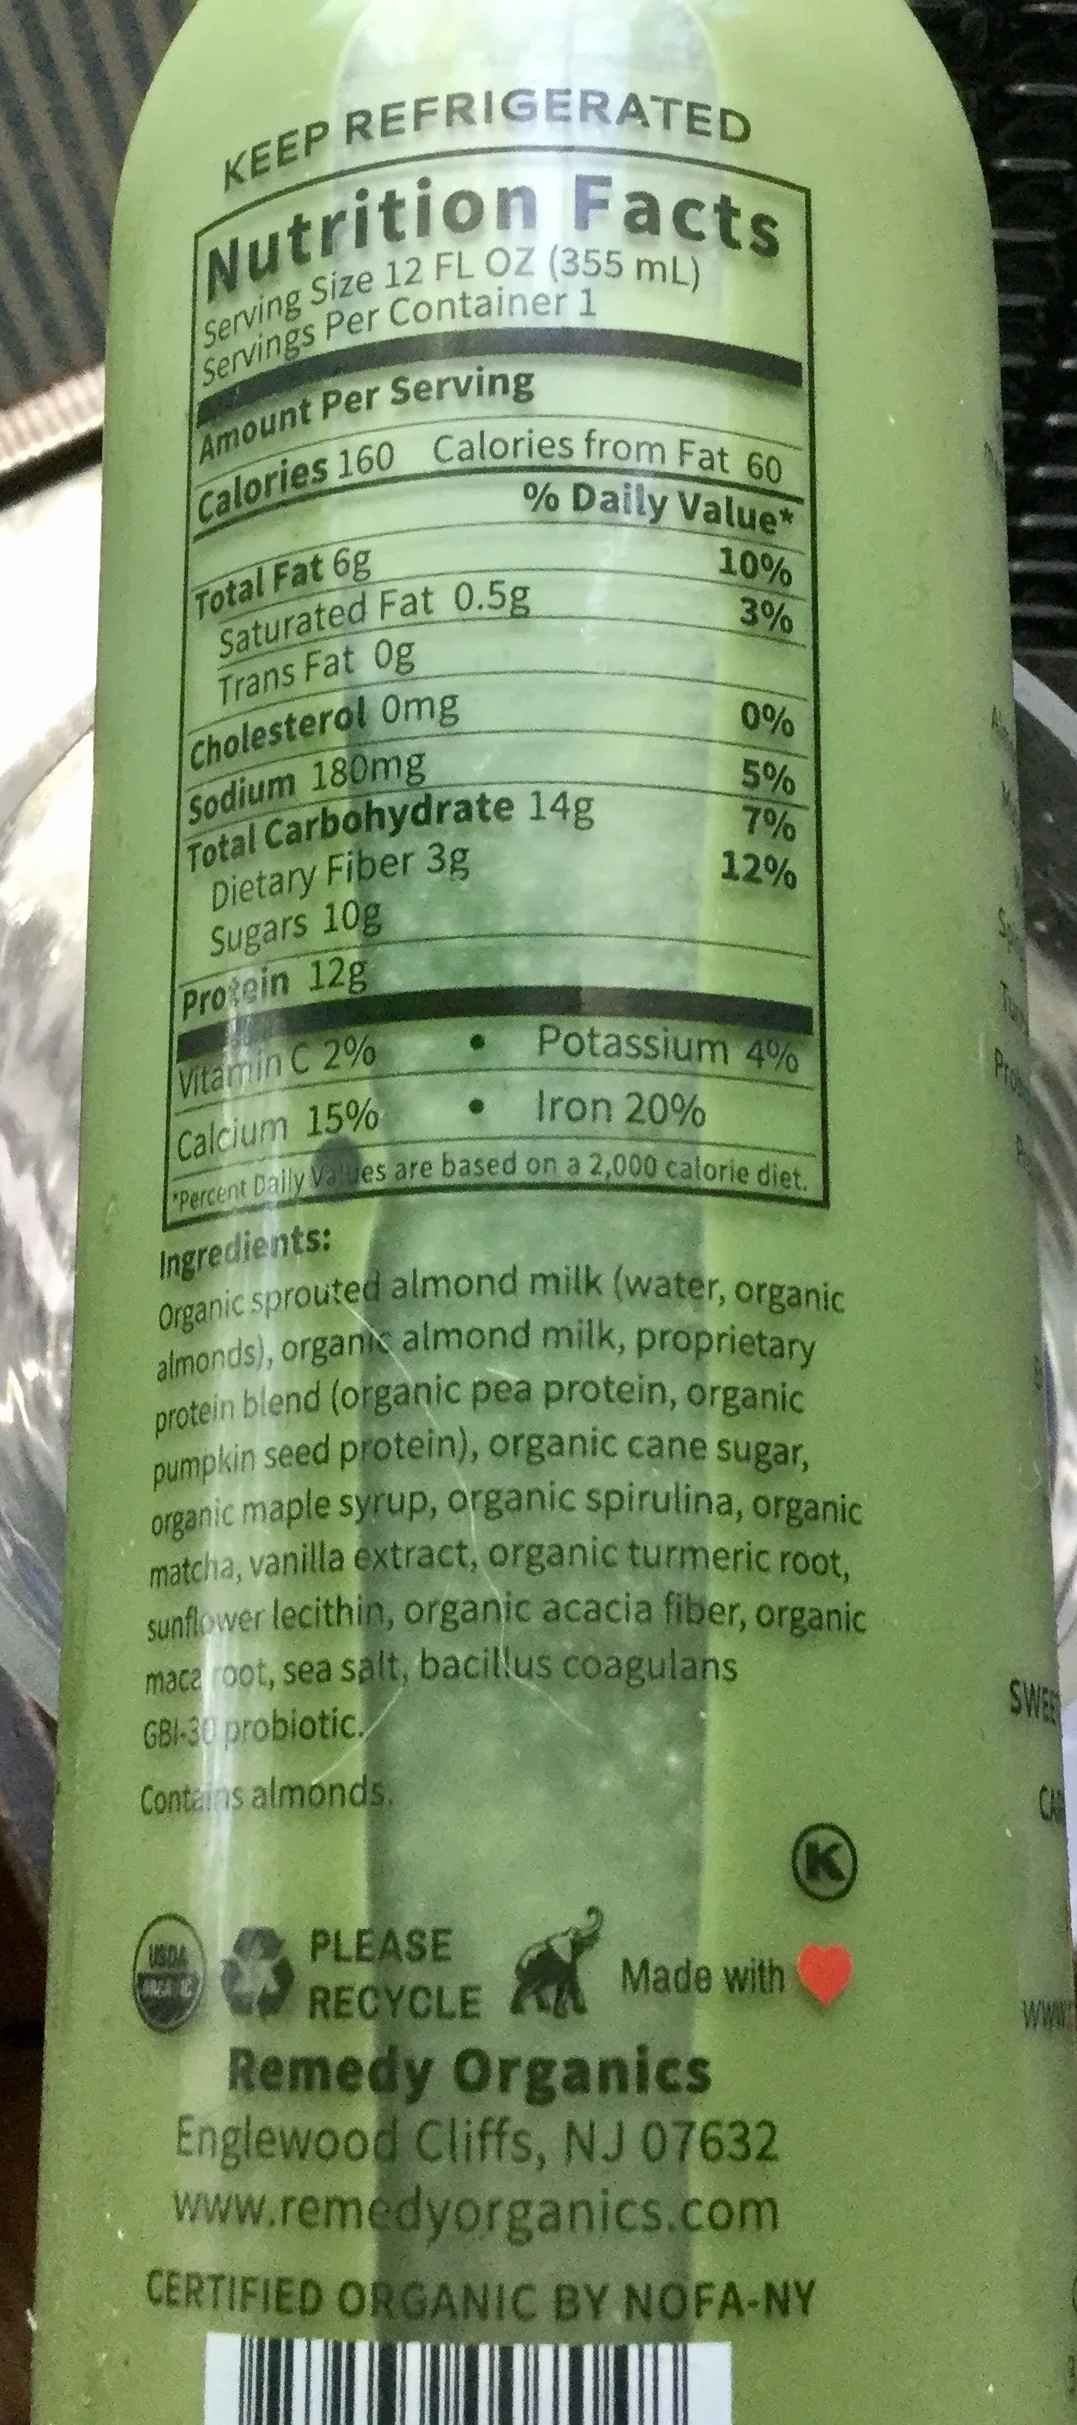 KEEP REFRIGERATED
Nutrition Facts
Serving Size 12 FL OZ (355 mL)
Servings Per Container 1
Amount Per Serving
Calories 160 Calories from Fat 60
% Daily Value*
Total Fat 6g 10%
Saturated Fat 0.5g 3%
Trans Fat 0g
Cholesterol 0mg 0%
Sodium 180mg 5%
Total Carbohydrate 14g 7%
Dietary Fiber 3g 12%
Sugars 10g
Protein 12g
Vitamin C 2% • Potassium 4%
Calcium 15% • Iron 20%
*Percent Daily Values are based on a 2,000 calorie diet.
Ingredients:
Organic sprouted almond milk (water, organic
almonds), organic almond milk, proprietary
protein blend (organic pea protein, organic
pumpkin seed protein), organic cane sugar,
organic maple syrup, organic spirulina, organic
matcha, vanilla extract, organic turmeric root,
sunflower lecithin, organic acacia fiber, organic
maca root, sea salt, bacillus coagulans
GBI-30 probiotic.
Contains almonds.
K
USDA
ORGANIC
PLEASE
RECYCLE
Made with
Remedy Organics
Englewood Cliffs, NJ 07632
www.remedyorganics.com
CERTIFIED ORGANIC BY NOFA-NY